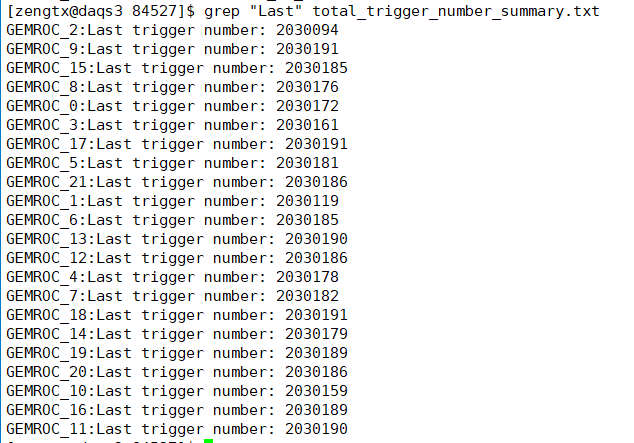 [zengtx@daqs3 84527]$ grep "Last" total_trigger_number_summary.txt
GEMROC_2:Last trigger number: 2030094
GEMROC_9:Last trigger number: 2030191
GEMROC_15:Last trigger number: 2030185
GEMROC_8:Last trigger number: 2030176
GEMROC_0:Last trigger number: 2030172
GEMROC_3:Last trigger number: 2030161
GEMROC_17:Last trigger number: 2030191
GEMROC_5:Last trigger number: 2030181
GEMROC_21:Last trigger number: 2030186
GEMROC_1:Last trigger number: 2030119
GEMROC_6:Last trigger number: 2030185
GEMROC_13:Last trigger number: 2030190
GEMROC_12:Last trigger number: 2030186
GEMROC_4:Last trigger number: 2030178
GEMROC_7:Last trigger number: 2030182
GEMROC_18:Last trigger number: 2030191
GEMROC_14:Last trigger number: 2030179
GEMROC_19:Last trigger number: 2030189
GEMROC_20:Last trigger number: 2030186
GEMROC_10:Last trigger number: 2030159
GEMROC_16:Last trigger number: 2030189
GEMROC_11:Last trigger number: 2030190